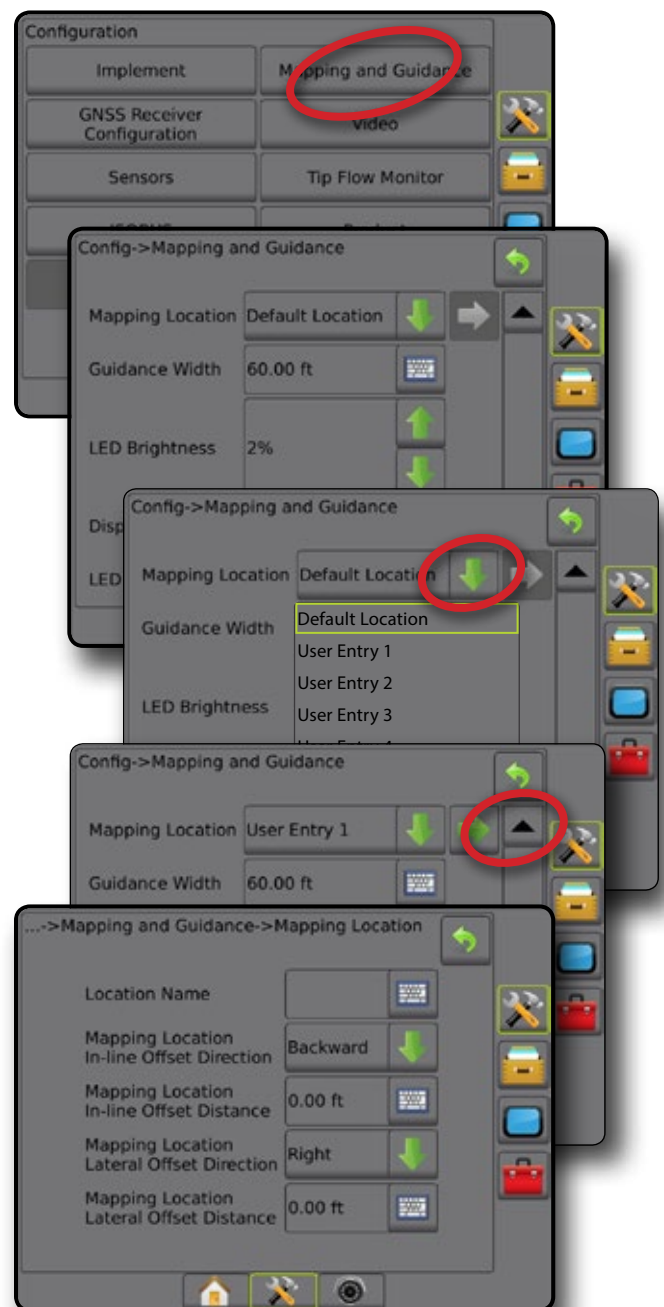 Configuration
Implement
Mapping and Guidance
GNSS Receiver
Configuration
Video
Sensors
Tip Flow Monitor
Config->Mapping and Guidance
Mapping Location Default Location
Guidance Width 60.00 ft
LED Brightness 2%
LED
Config->Mapping and Guidance
Mapping Location Default Location
Guidance Width
Default Location
User Entry 1
User Entry 2
LED Brightness
User Entry 3
Config->Mapping and Guidance
Mapping Location User Entry 1
Guidance Width 60.00 ft
...->Mapping and Guidance->Mapping Location
Location Name
Mapping Location
In-line Offset Direction
Backward
Mapping Location
In-line Offset Distance
0.00 ft
Mapping Location
Lateral Offset Direction
Right
Mapping Location
Lateral Offset Distance
0.00 ft